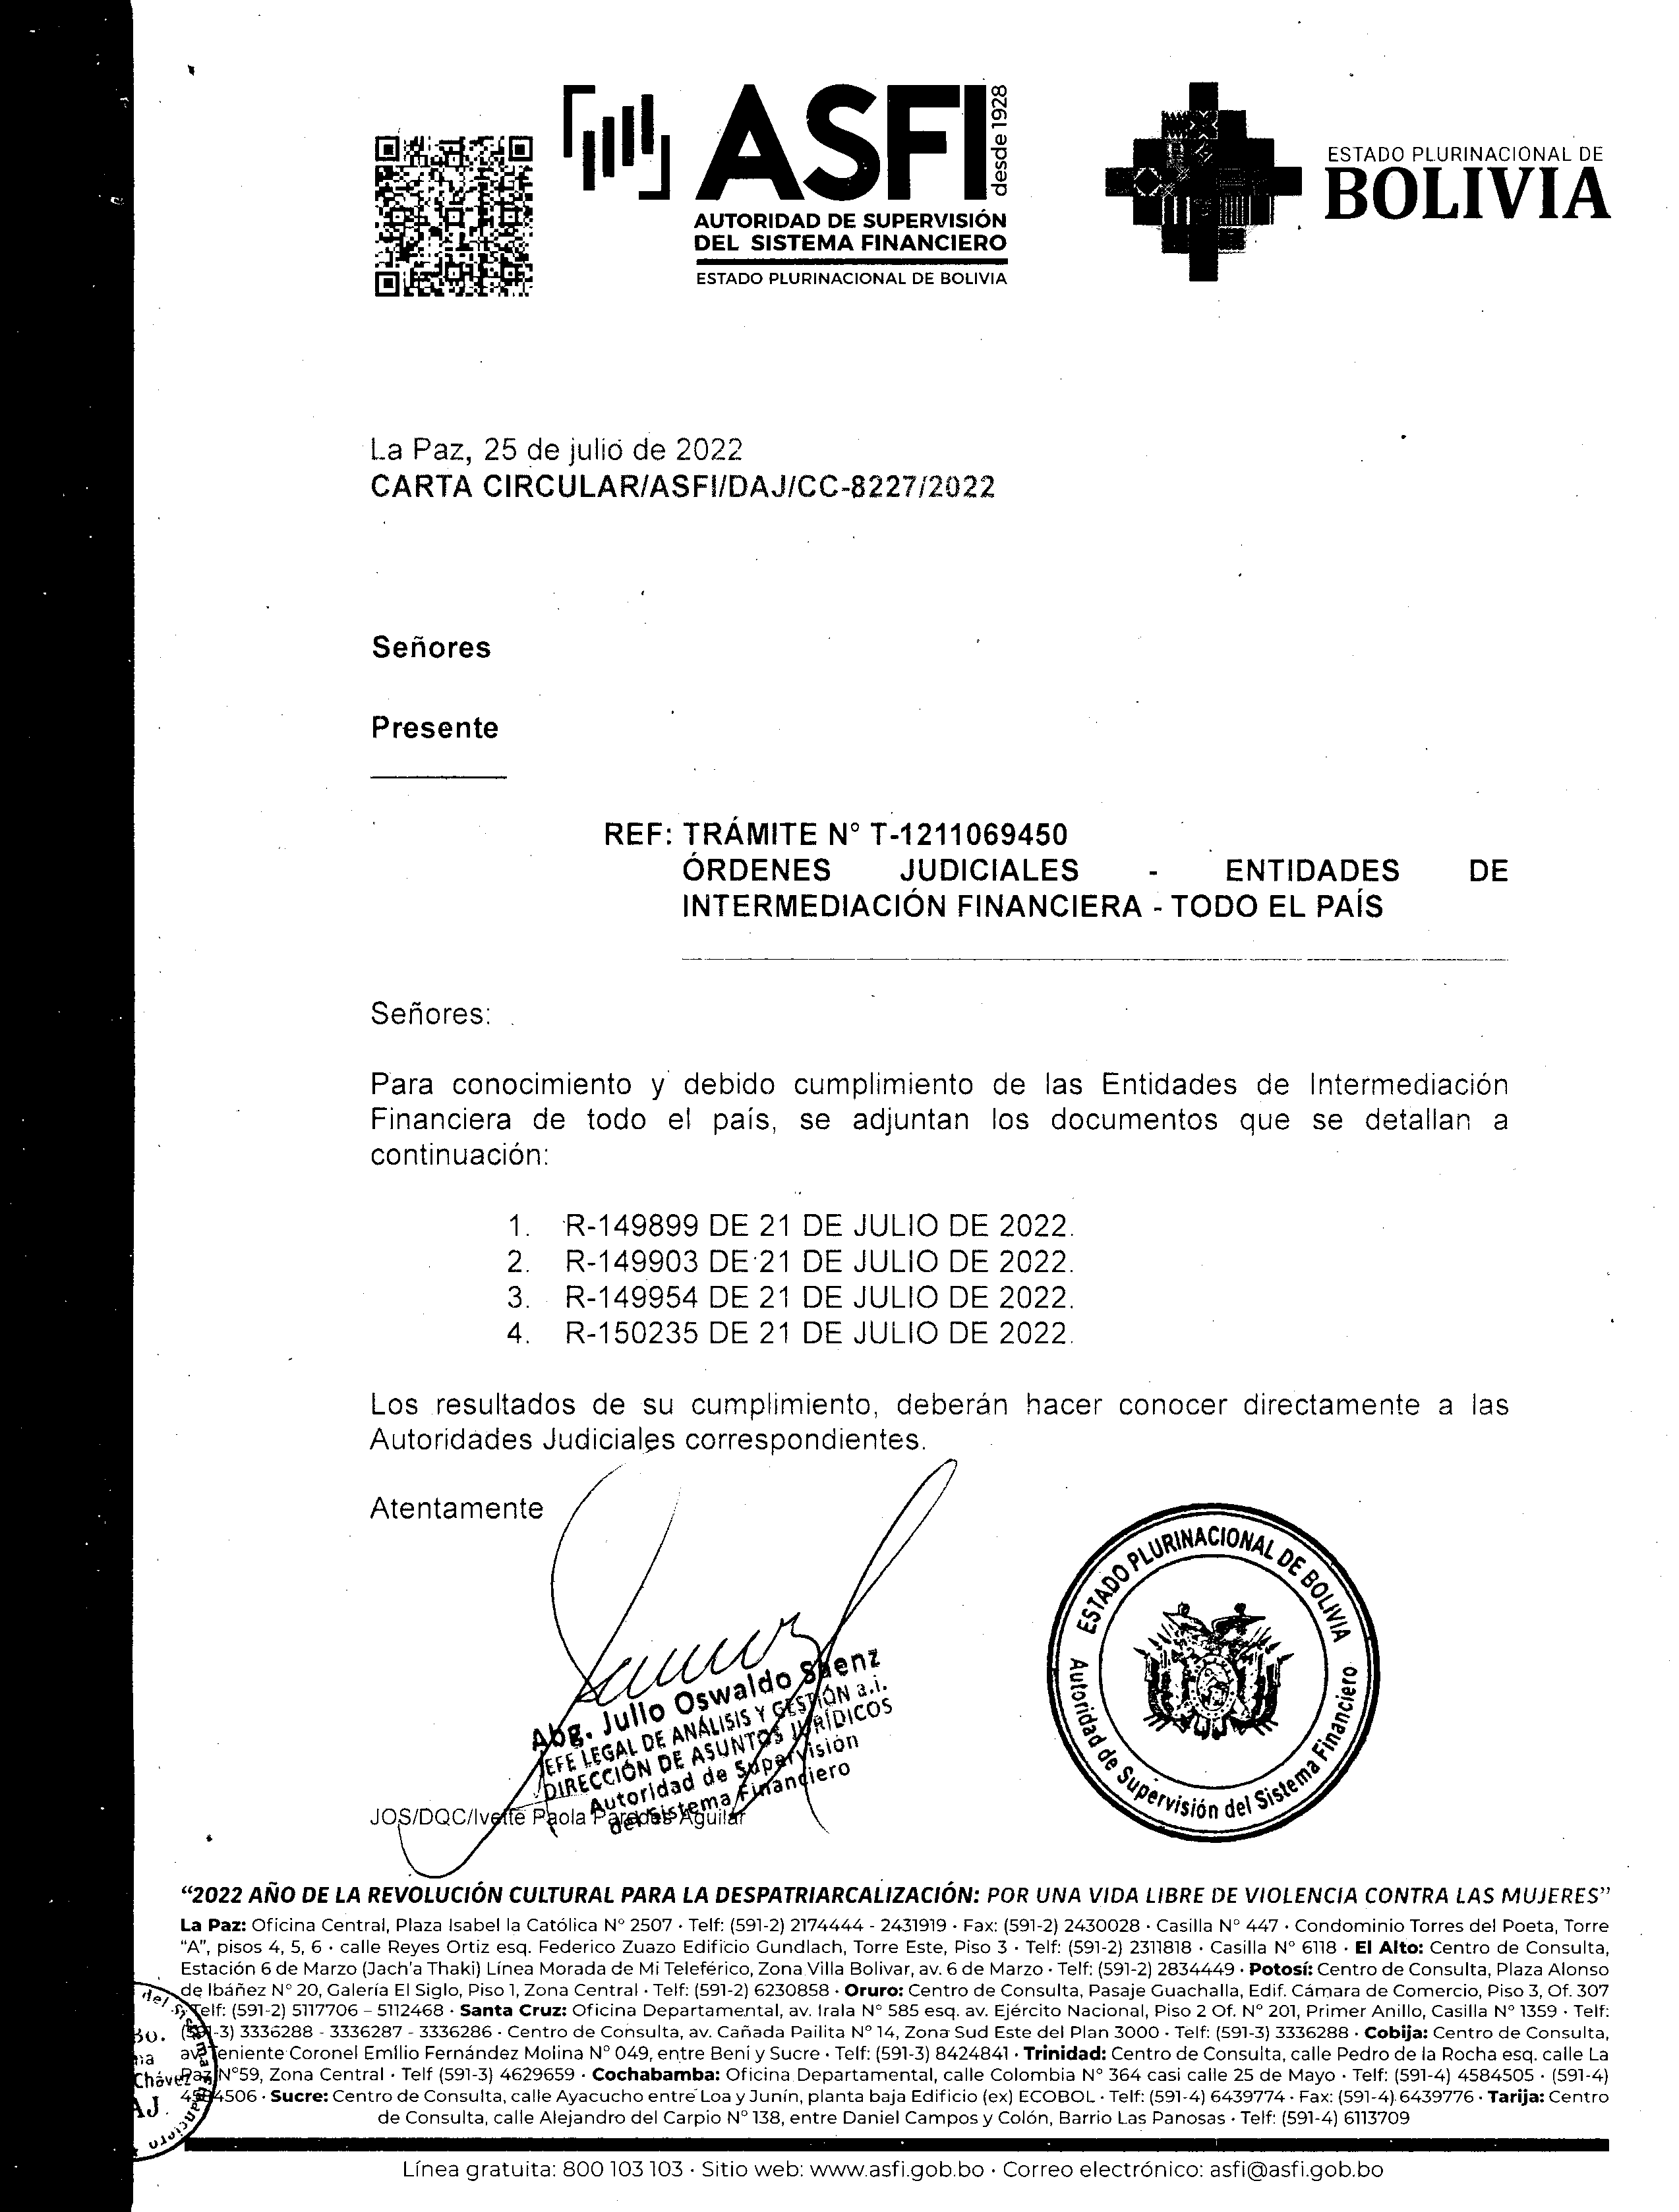 ASFI
desde 1928
AUTORIDAD DE SUPERVISIÓN
DEL SISTEMA FINANCIERO
ESTADO PLURINACIONAL DE BOLIVIA
ESTADO PLURINACIONAL DE
BOLIVIA
La Paz, 25 de julio de 2022
CARTA CIRCULAR/ASFI/DAJ/CC-8227/2022
Señores
Presente
REF: TRÁMITE N° T-1211069450
ÓRDENES JUDICIALES - ENTIDADES DE
INTERMEDIACIÓN FINANCIERA - TODO EL PAÍS
Señores:
Para conocimiento y debido cumplimiento de las Entidades de Intermediación
Financiera de todo el país, se adjuntan los documentos que se detallan a
continuación:
1. R-149899 DE 21 DE JULIO DE 2022.
2. R-149903 DE 21 DE JULIO DE 2022.
3. R-149954 DE 21 DE JULIO DE 2022.
4. R-150235 DE 21 DE JULIO DE 2022.
Los resultados de su cumplimiento, deberán hacer conocer directamente a las
Autoridades Judiciales correspondientes.
Atentamente
Abg. Julio Oswaldo Saenz
JEFE LEGAL DE ANÁLISIS Y GESTIÓN a.i.
DIRECCIÓN DE ASUNTOS JURÍDICOS
Autoridad de Supervisión
del Sistema Financiero
ESTADO PLURINACIONAL DE BOLIVIA
Autoridad de Supervisión del Sistema Financiero
JOS/DQC/Ivette Paola Paredes Aguilar
“2022 AÑO DE LA REVOLUCIÓN CULTURAL PARA LA DESPATRIARCALIZACIÓN: POR UNA VIDA LIBRE DE VIOLENCIA CONTRA LAS MUJERES”
La Paz: Oficina Central, Plaza Isabel la Católica N° 2507 · Telf: (591-2) 2174444 - 2431919 · Fax: (591-2) 2430028 · Casilla N° 447 · Condominio Torres del Poeta, Torre
“A”, pisos 4, 5, 6 · calle Reyes Ortiz esq. Federico Zuazo Edificio Gundlach, Torre Este, Piso 3 · Telf: (591-2) 2311818 · Casilla N° 6118 · El Alto: Centro de Consulta,
Estación 6 de Marzo (Jach'a Thaki) Línea Morada de Mi Teleférico, Zona Villa Bolivar, av. 6 de Marzo · Telf: (591-2) 2834449 · Potosí: Centro de Consulta, Plaza Alonso
de Ibáñez N° 20, Galería El Siglo, Piso 1, Zona Central · Telf: (591-2) 6230858 · Oruro: Centro de Consulta, Pasaje Guachalla, Edif. Cámara de Comercio, Piso 3, Of. 307
Telf: (591-2) 5117706 – 5112468 · Santa Cruz: Oficina Departamental, av. Irala N° 585 esq. av. Ejército Nacional, Piso 2 Of. N° 201, Primer Anillo, Casilla N° 1359 · Telf:
(591-3) 3336288 - 3336287 - 3336286 · Centro de Consulta, av. Cañada Pailita N° 14, Zona Sud Este del Plan 3000 · Telf: (591-3) 3336288 · Cobija: Centro de Consulta,
av. Teniente Coronel Emilio Fernández Molina N° 049, entre Beni y Sucre · Telf: (591-3) 8424841 · Trinidad: Centro de Consulta, calle Pedro de la Rocha esq. calle La
Paz N°59, Zona Central · Telf (591-3) 4629659 · Cochabamba: Oficina Departamental, calle Colombia N° 364 casi calle 25 de Mayo · Telf: (591-4) 4584505 · (591-4)
4584506 · Sucre: Centro de Consulta, calle Ayacucho entre Loa y Junín, planta baja Edificio (ex) ECOBOL · Telf: (591-4) 6439774 · Fax: (591-4) 6439776 · Tarija: Centro
de Consulta, calle Alejandro del Carpio N° 138, entre Daniel Campos y Colón, Barrio Las Panosas · Telf: (591-4) 6113709
Línea gratuita: 800 103 103 · Sitio web: www.asfi.gob.bo · Correo electrónico: asfi@asfi.gob.bo